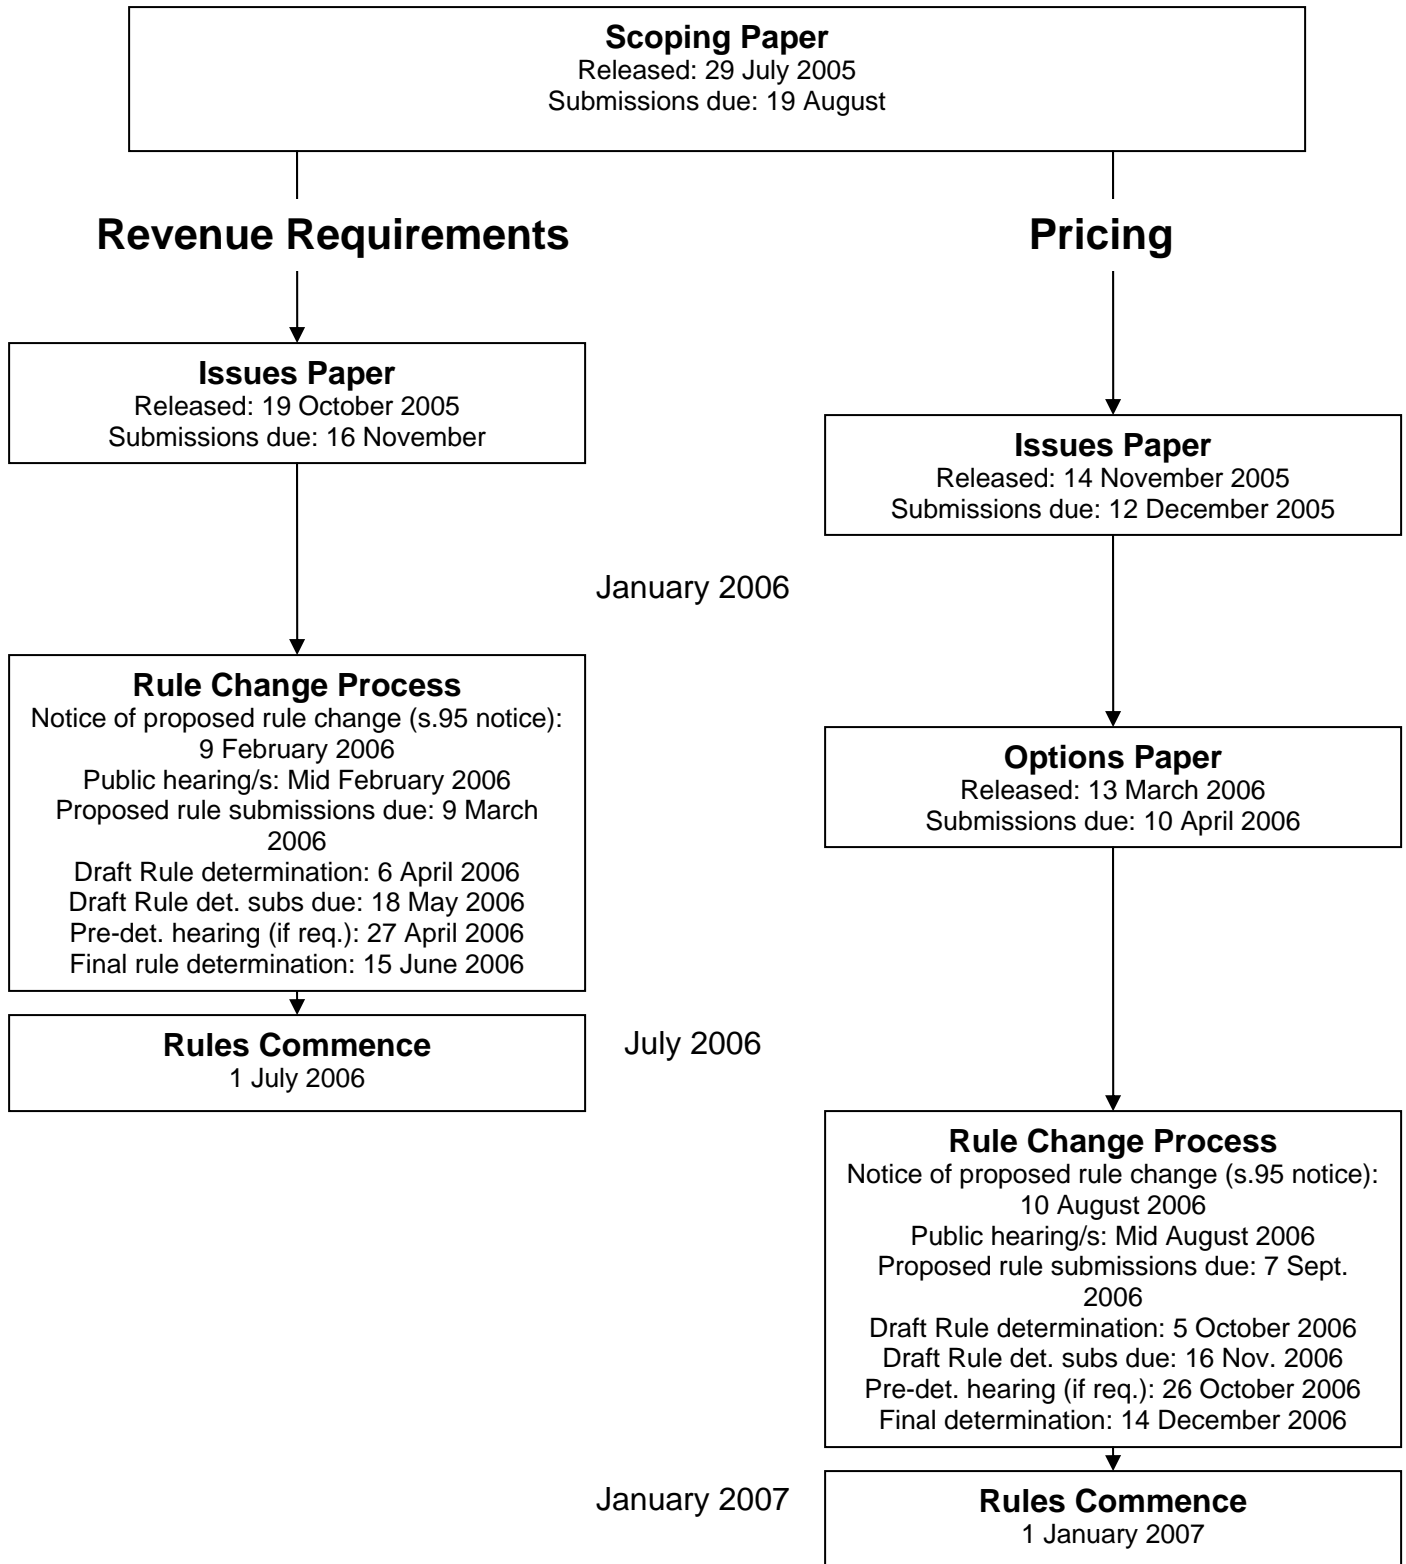 Scoping Paper
Released: 29 July 2005
Submissions due: 19 August
Revenue Requirements
Pricing
Issues Paper
Released: 19 October 2005
Submissions due: 16 November
Issues Paper
Released: 14 November 2005
Submissions due: 12 December 2005
January 2006
Rule Change Process
Notice of proposed rule change (s.95 notice):
9 February 2006
Public hearing/s: Mid February 2006
Proposed rule submissions due: 9 March
2006
Draft Rule determination: 6 April 2006
Draft Rule det. subs due: 18 May 2006
Pre-det. hearing (if req.): 27 April 2006
Final rule determination: 15 June 2006
Options Paper
Released: 13 March 2006
Submissions due: 10 April 2006
Rules Commence
1 July 2006
July 2006
Rule Change Process
Notice of proposed rule change (s.95 notice):
10 August 2006
Public hearing/s: Mid August 2006
Proposed rule submissions due: 7 Sept.
2006
Draft Rule determination: 5 October 2006
Draft Rule det. subs due: 16 Nov. 2006
Pre-det. hearing (if req.): 26 October 2006
Final determination: 14 December 2006
January 2007
Rules Commence
1 January 2007